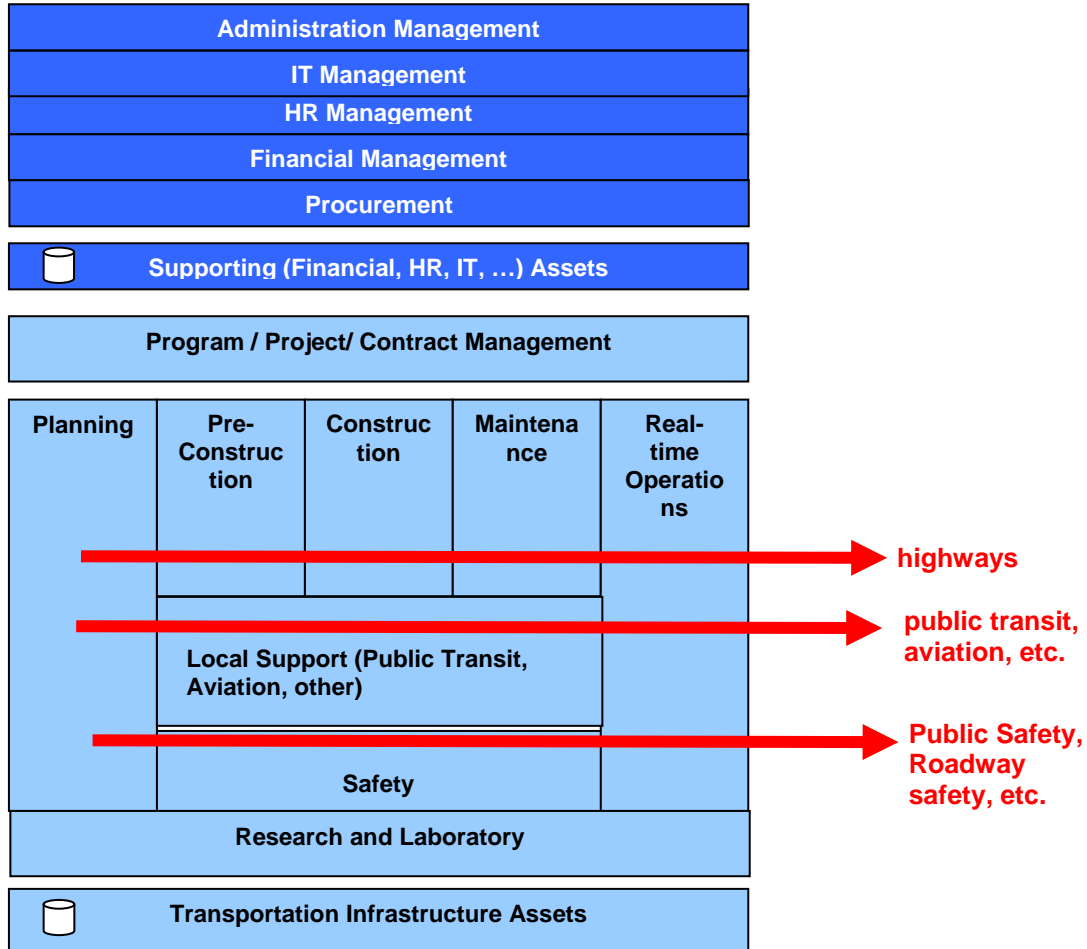 Administration Management
IT Management
HR Management
Financial Management
Procurement
Supporting (Financial, HR, IT, …) Assets
Program / Project/ Contract Management
Planning
Pre-
Construc
tion
Construc
tion
Maintena
nce
Real-
time
Operatio
ns
highways
public transit,
aviation, etc.
Local Support (Public Transit,
Aviation, other)
Public Safety,
Roadway
safety, etc.
Safety
Research and Laboratory
Transportation Infrastructure Assets